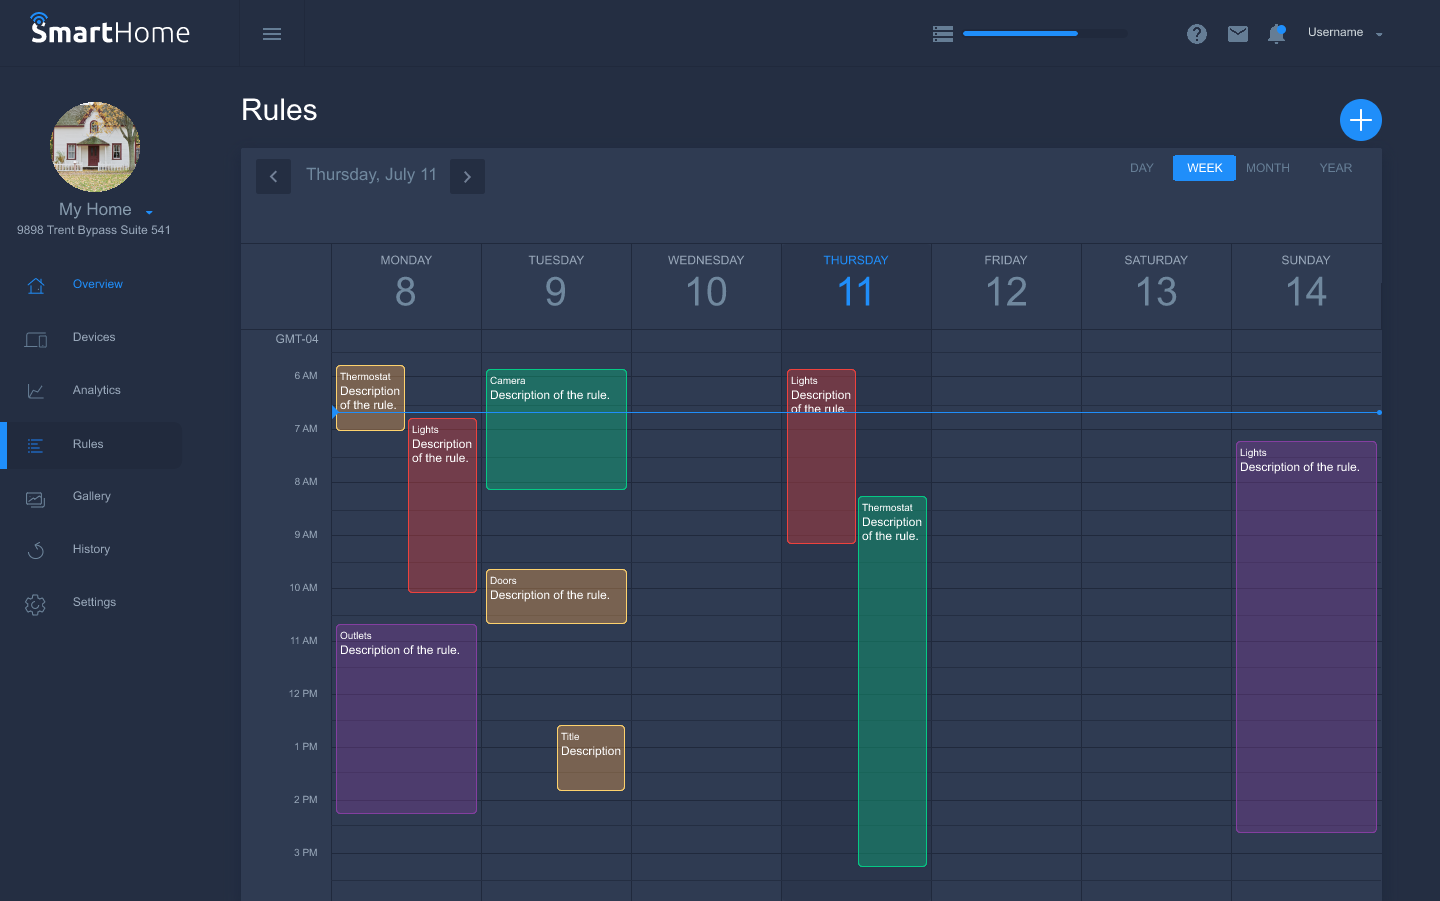 SmartHome
Username
My Home
9898 Trent Bypass Suite 541
Overview
Devices
Analytics
Rules
Gallery
History
Settings
Rules
Thursday, July 11
DAY
WEEK
MONTH
YEAR
MONDAY
8
TUESDAY
9
WEDNESDAY
10
THURSDAY
11
FRIDAY
12
SATURDAY
13
SUNDAY
14
GMT-04
6 AM
7 AM
8 AM
9 AM
10 AM
11 AM
12 PM
1 PM
2 PM
3 PM
Thermostat
Description
of the rule.
Lights
Description
of the rule.
Outlets
Description of the rule.
Camera
Description of the rule.
Doors
Description of the rule.
Title
Description
Lights
Description
of the rule.
Thermostat
Description
of the rule.
Lights
Description of the rule.